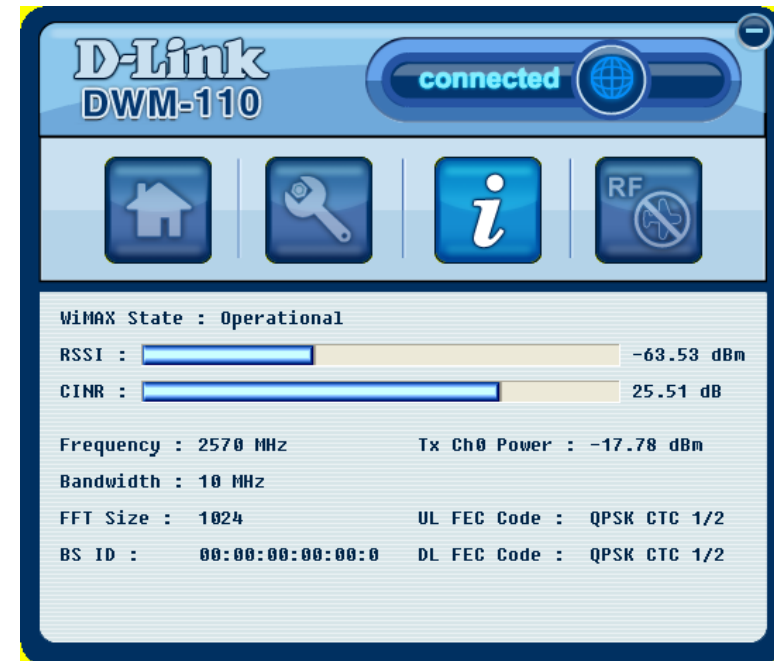 D-Link
DWM-110
connected
RF
i
WiMAX State : Operational
RSSI : -63.53 dBm
CINR : 25.51 dB
Frequency : 2570 MHz Tx Ch0 Power : -17.78 dBm
Bandwidth : 10 MHz
FFT Size : 1024 UL FEC Code : QPSK CTC 1/2
BS ID : 00:00:00:00:00:0 DL FEC Code : QPSK CTC 1/2